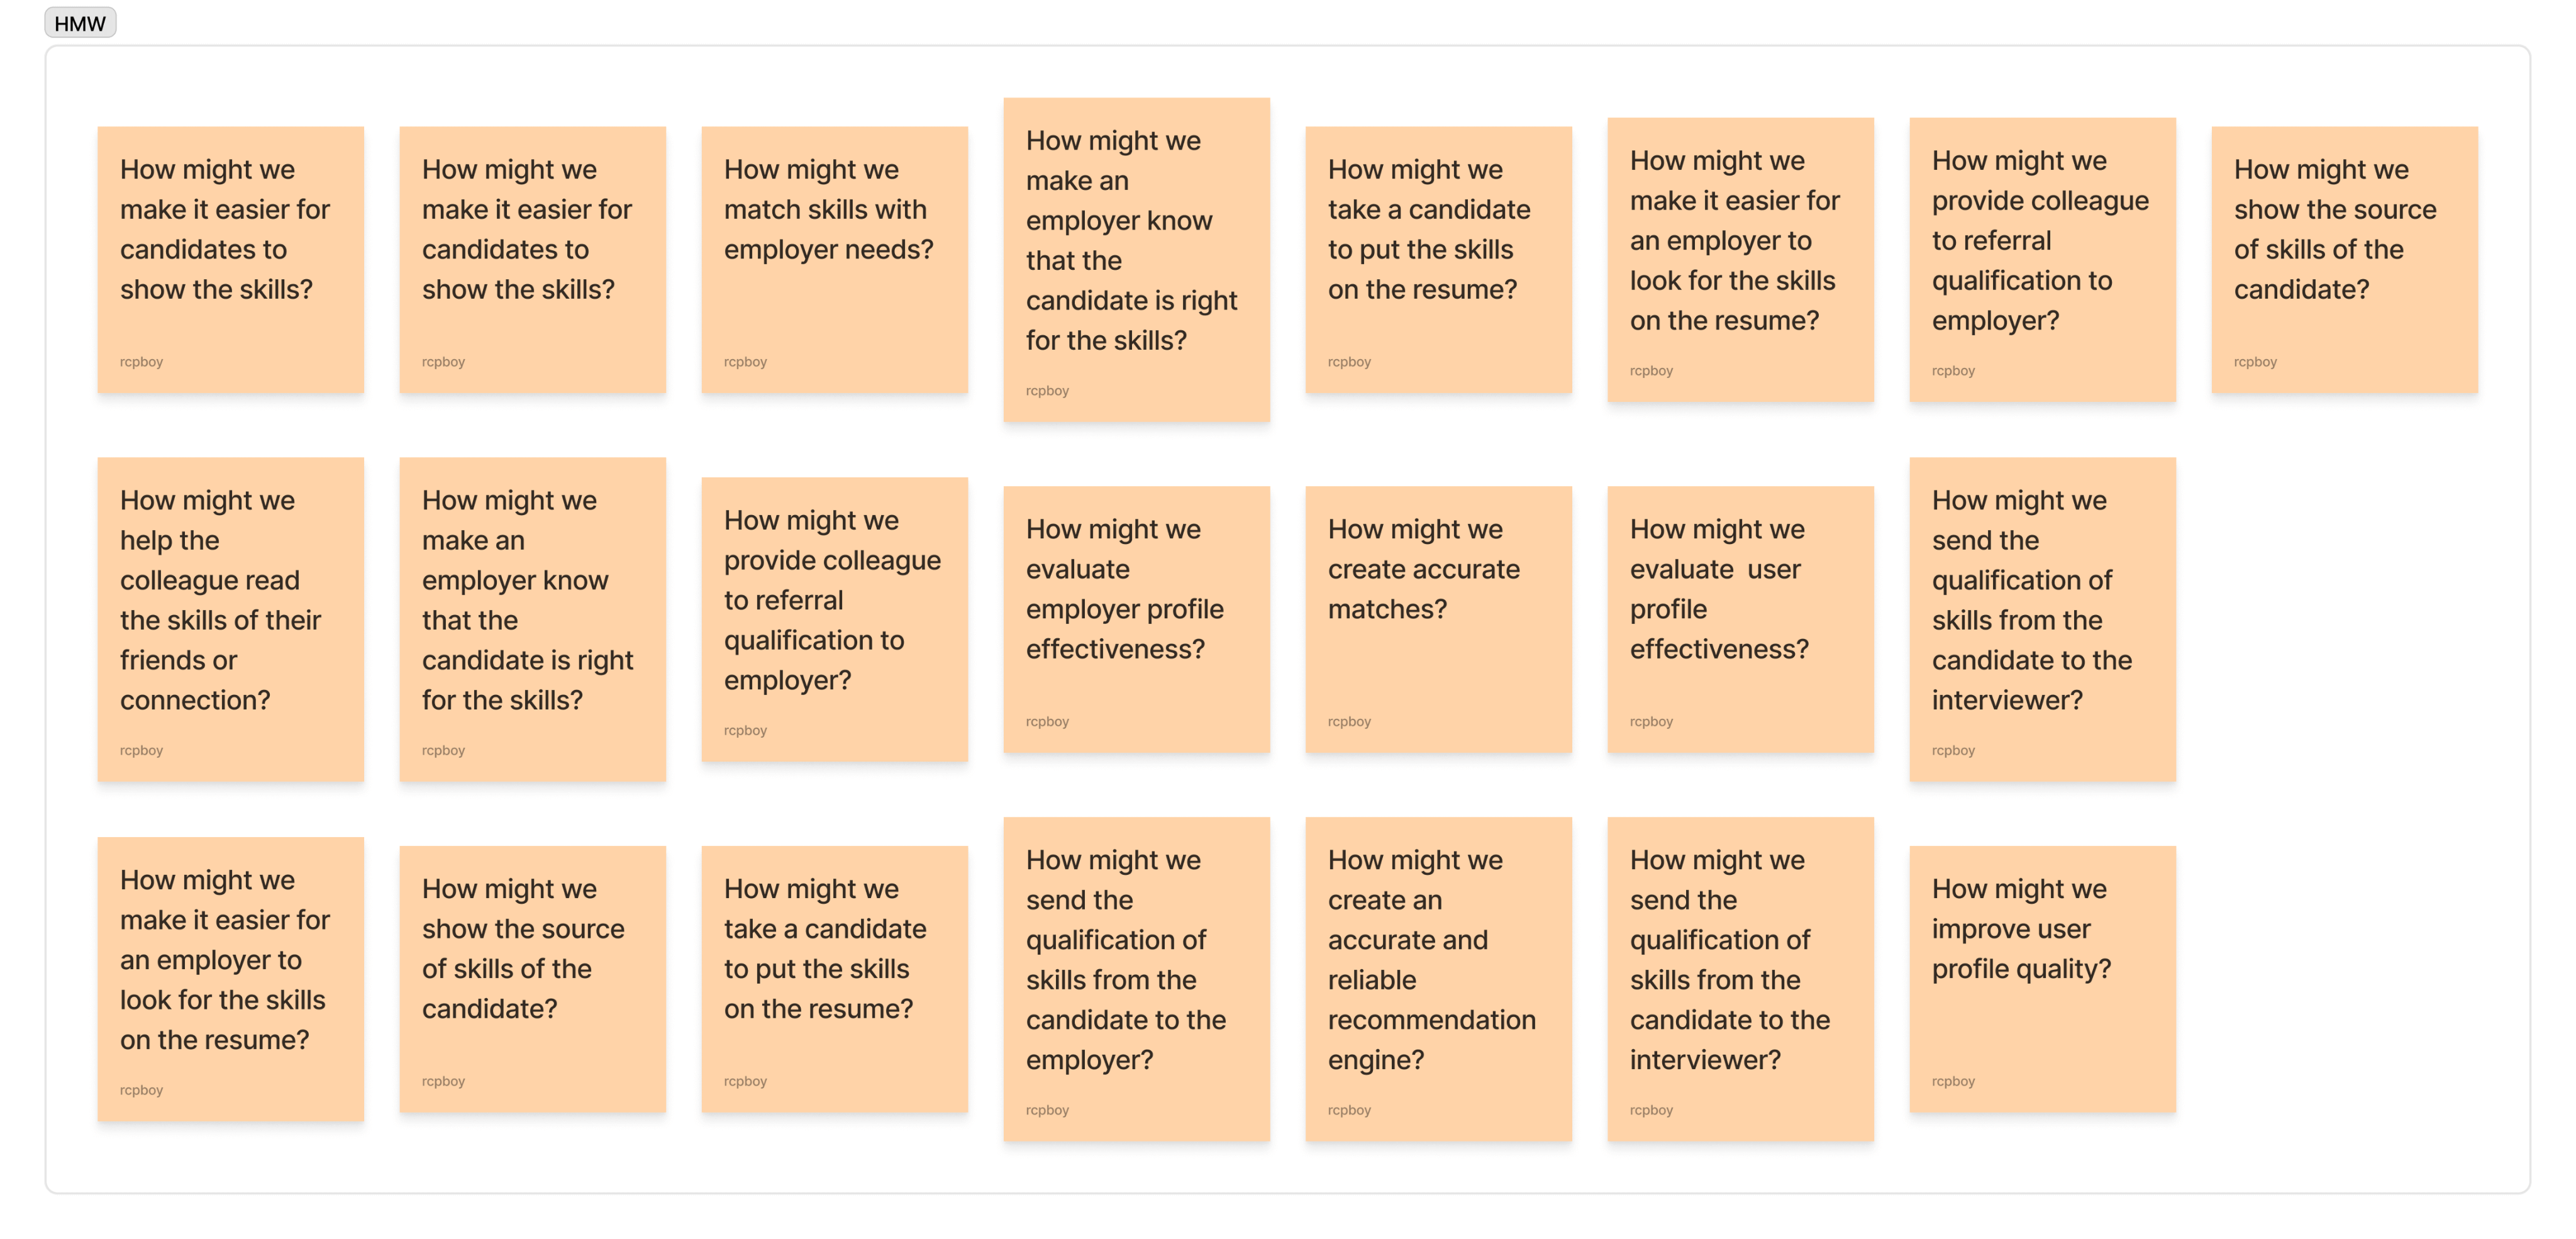 HMW
How might we
make it easier for
candidates to
show the skills?
rcpboy
How might we
make it easier for
candidates to
show the skills?
rcpboy
How might we
match skills with
employer needs?
rcpboy
How might we
make an
employer know
that the
candidate is right
for the skills?
rcpboy
How might we
take a candidate
to put the skills
on the resume?
rcpboy
How might we
make it easier for
an employer to
look for the skills
on the resume?
rcpboy
How might we
provide colleague
to referral
qualification to
employer?
rcpboy
How might we
show the source
of skills of the
candidate?
rcpboy
How might we
help the
colleague read
the skills of their
friends or
connection?
rcpboy
How might we
make an
employer know
that the
candidate is right
for the skills?
rcpboy
How might we
provide colleague
to referral
qualification to
employer?
rcpboy
How might we
evaluate
employer profile
effectiveness?
rcpboy
How might we
create accurate
matches?
rcpboy
How might we
evaluate  user
profile
effectiveness?
rcpboy
How might we
send the
qualification of
skills from the
candidate to the
interviewer?
rcpboy
How might we
make it easier for
an employer to
look for the skills
on the resume?
rcpboy
How might we
show the source
of skills of the
candidate?
rcpboy
How might we
take a candidate
to put the skills
on the resume?
rcpboy
How might we
send the
qualification of
skills from the
candidate to the
employer?
rcpboy
How might we
create an
accurate and
reliable
recommendation
engine?
rcpboy
How might we
send the
qualification of
skills from the
candidate to the
interviewer?
rcpboy
How might we
improve user
profile quality?
rcpboy